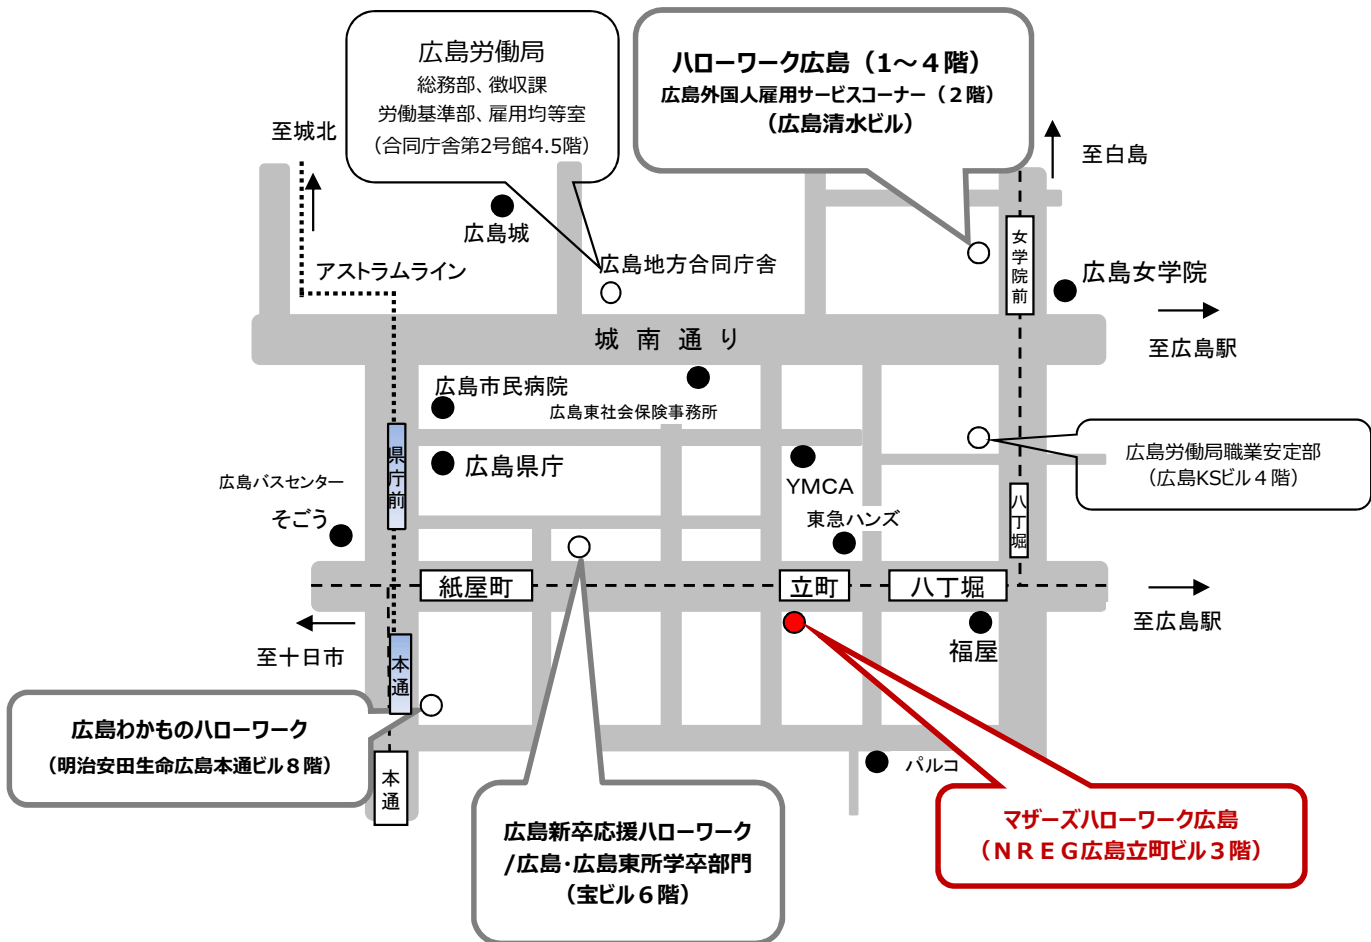 広島労働局
総務部、徴収課
労働基準部、雇用均等室
（合同庁舎第2号館4.5階）
ハローワーク広島（1～４階）
広島外国人雇用サービスコーナー（２階）
（広島清水ビル）
至城北
至白島
広島城
アストラムライン
広島地方合同庁舎
女学院前
広島女学院
城南通り
至広島駅
広島市民病院
広島東社会保険事務所
県庁前
広島県庁
広島バスセンター
そごう
YMCA
東急ハンズ
広島労働局職業安定部
（広島KSビル４階）
八丁堀
紙屋町
立町
八丁堀
至広島駅
福屋
至十日市
本通
広島わかものハローワーク
（明治安田生命広島本通ビル８階）
本通
パルコ
広島新卒応援ハローワーク
/広島･広島東所学卒部門
（宝ビル６階）
マザーズハローワーク広島
（ＮＲＥＧ広島立町ビル３階）